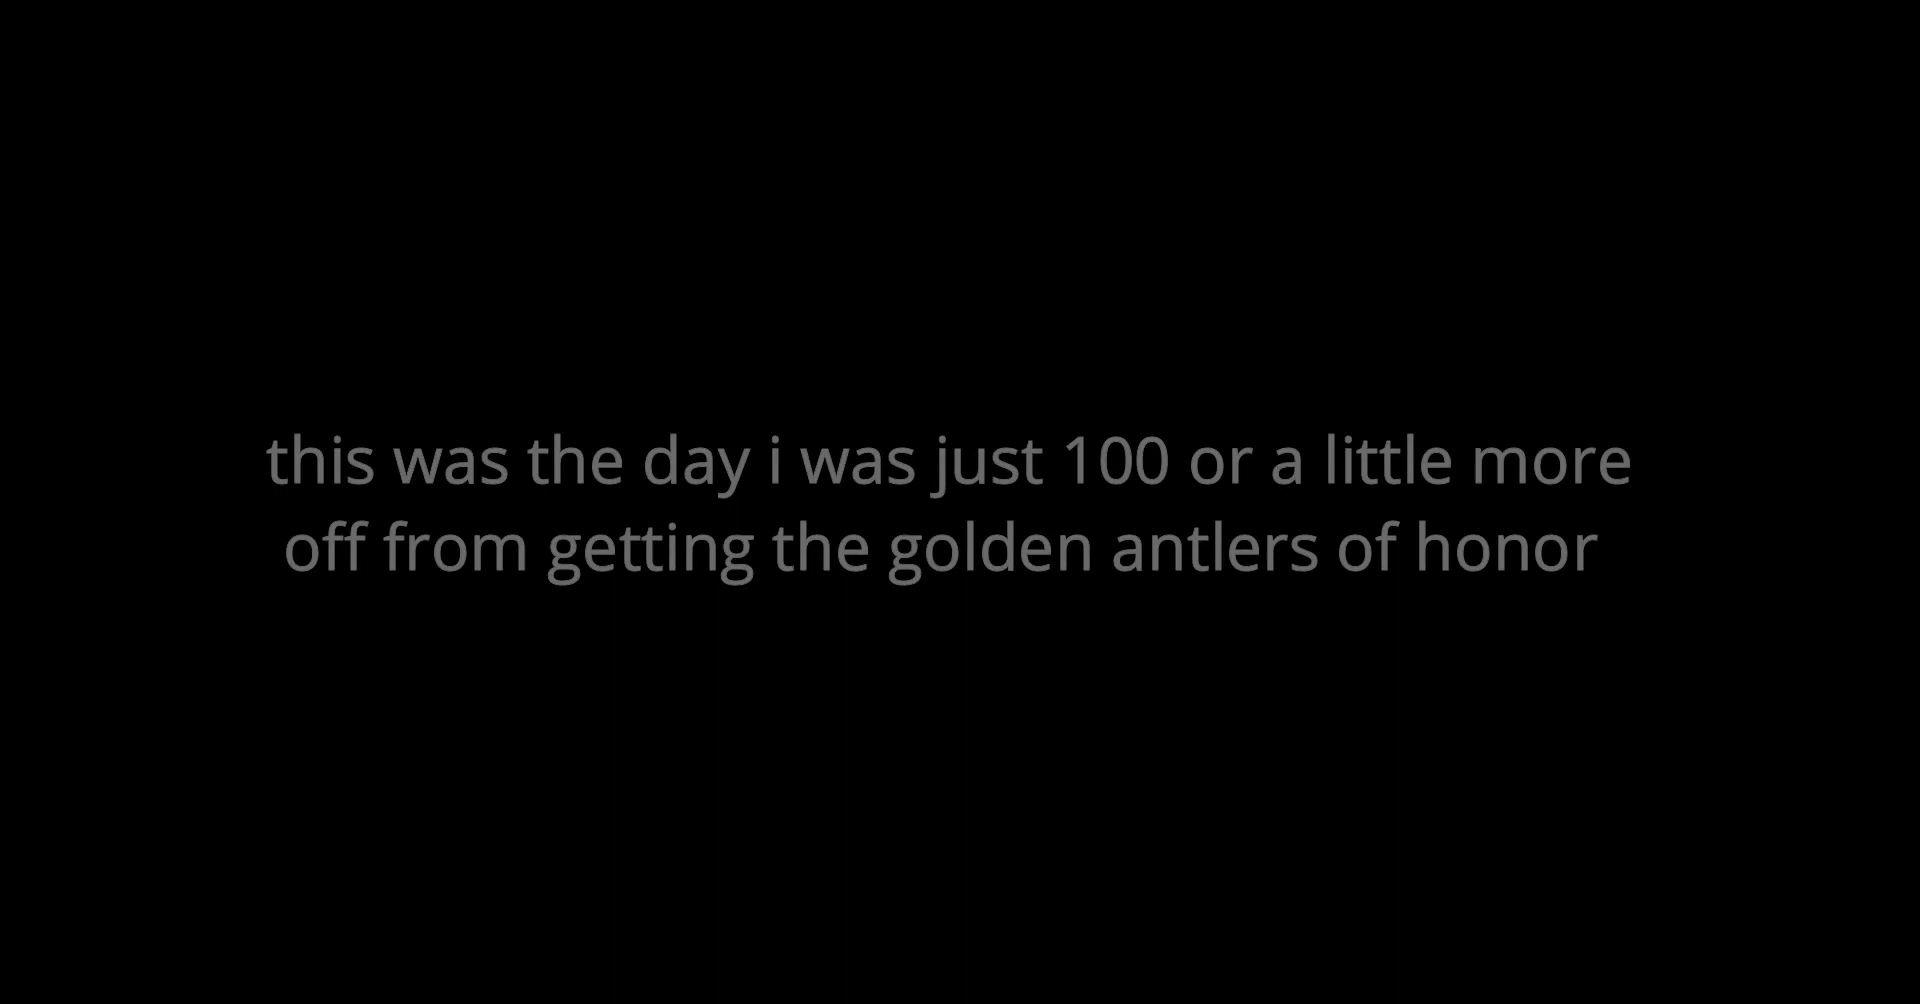 this was the day i was just 100 or a little more
off from getting the golden antlers of honor